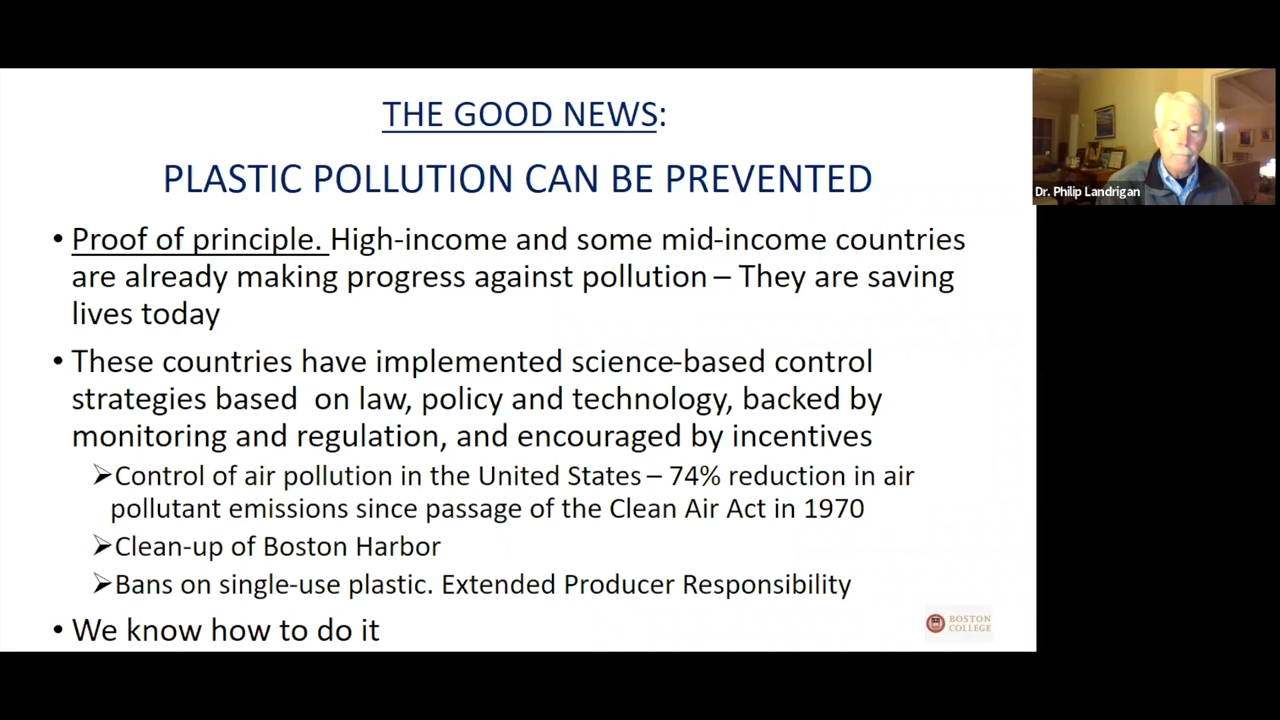 THE GOOD NEWS:
PLASTIC POLLUTION CAN BE PREVENTED
• Proof of principle. High-income and some mid-income countries
are already making progress against pollution – They are saving
lives today
• These countries have implemented science-based control
strategies based  on law, policy and technology, backed by
monitoring and regulation, and encouraged by incentives
➢Control of air pollution in the United States – 74% reduction in air
pollutant emissions since passage of the Clean Air Act in 1970
➢Clean-up of Boston Harbor
➢Bans on single-use plastic. Extended Producer Responsibility
• We know how to do it
BOSTON
COLLEGE
Dr. Philip Landrigan